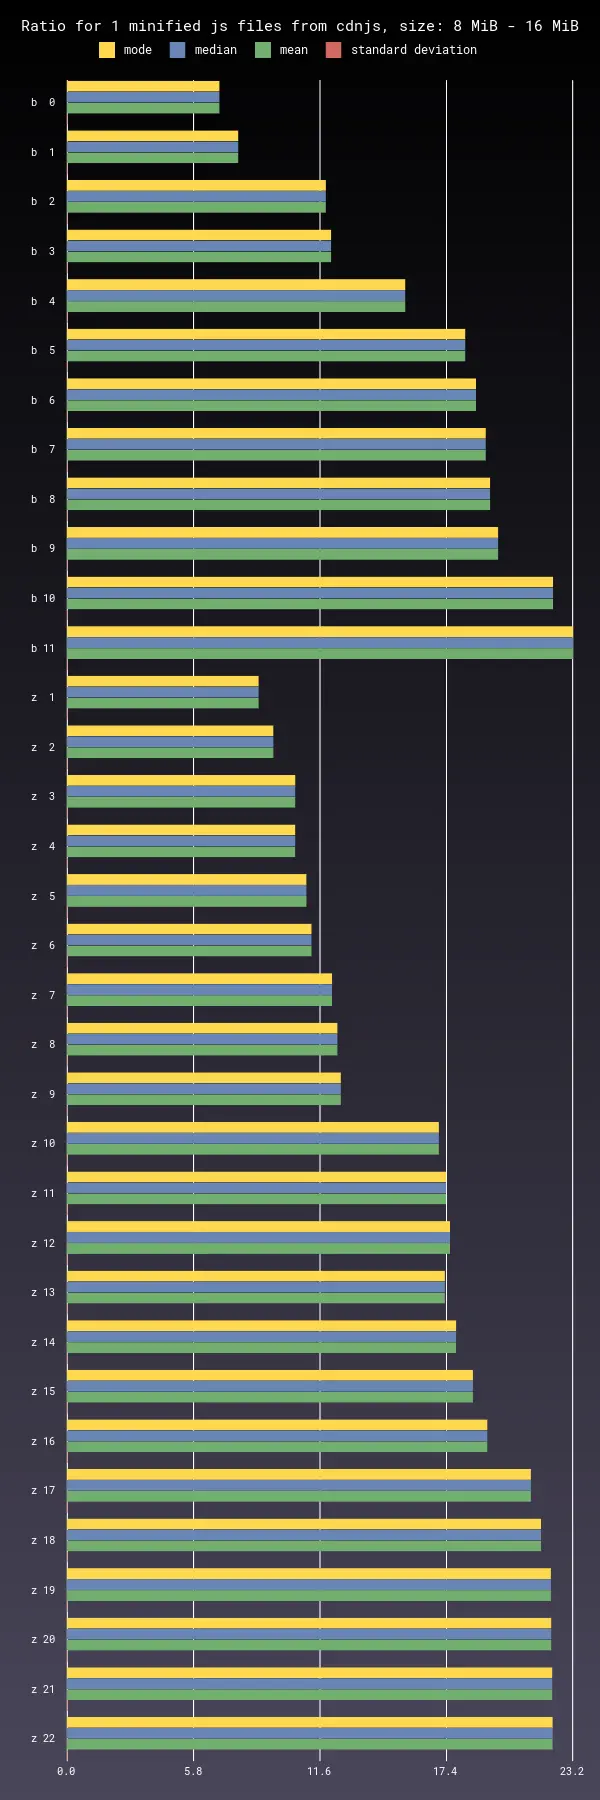 Ratio for 1 minified js files from cdnjs, size: 8 MiB - 16 MiB
mode median mean standard deviation
b 0
b 1
b 2
b 3
b 4
b 5
b 6
b 7
b 8
b 9
b 10
b 11
z 1
z 2
z 3
z 4
z 5
z 6
z 7
z 8
z 9
z 10
z 11
z 12
z 13
z 14
z 15
z 16
z 17
z 18
z 19
z 20
z 21
z 22
0.0 5.8 11.6 17.4 23.2